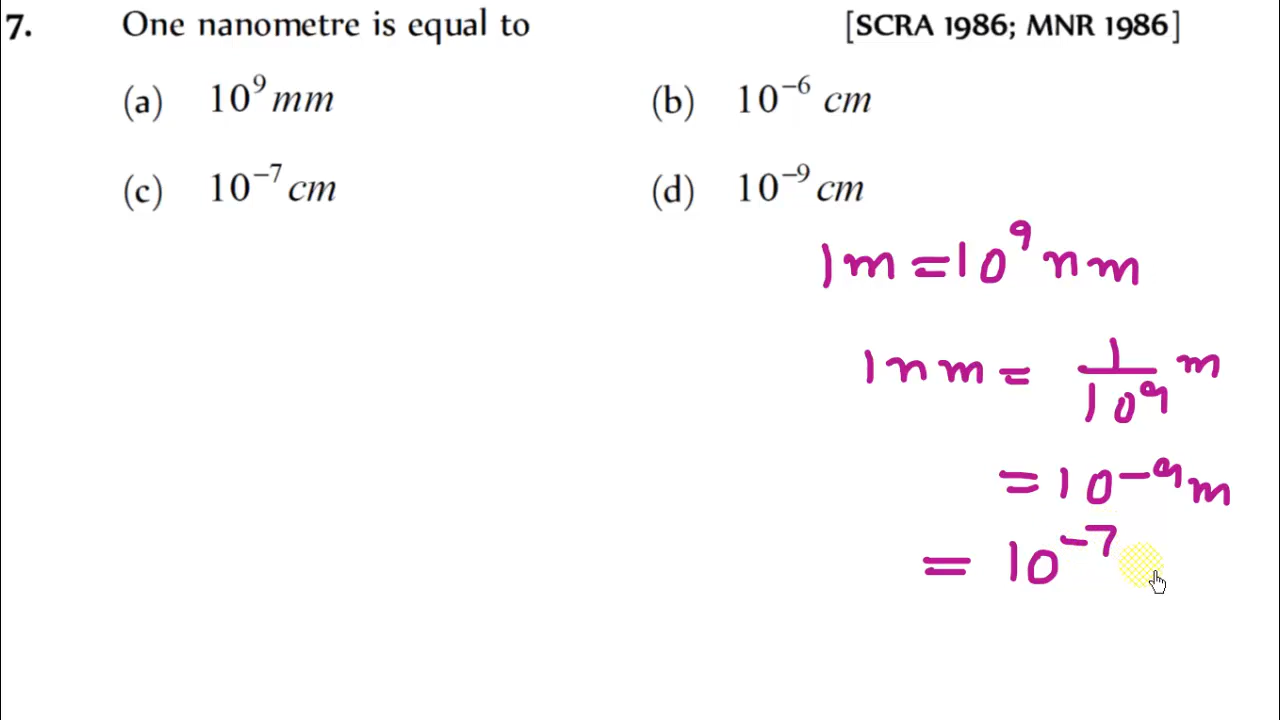 7. One nanometre is equal to [SCRA 1986; MNR 1986]
(a) 10⁹ mm (b) 10⁻⁶ cm
(c) 10⁻⁷ cm (d) 10⁻⁹ cm
1m = 10⁹ nm
1nm = 1/10⁹ m
= 10⁻⁹ m
= 10⁻⁷